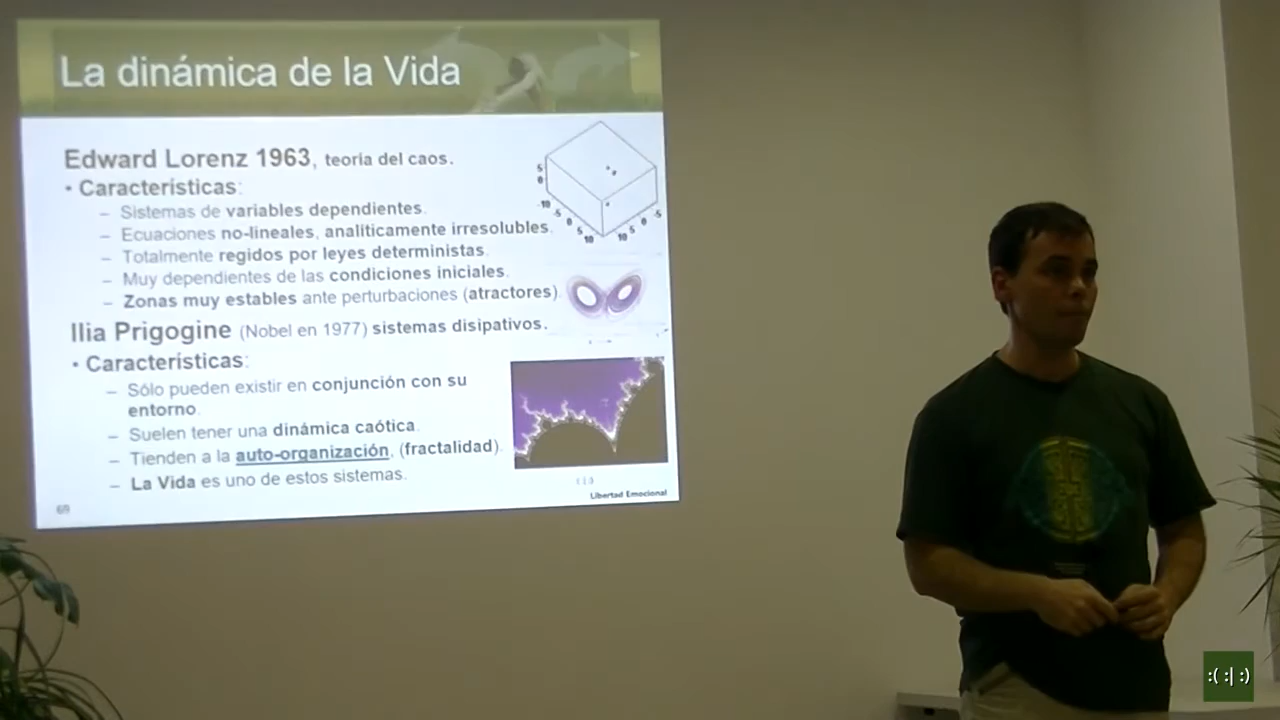 La dinámica de la Vida
Edward Lorenz 1963, teoria del caos.
• Características:
– Sistemas de variables dependientes.
– Ecuaciones no-lineales, analíticamente irresolubles.
– Totalmente regidos por leyes deterministas.
– Muy dependientes de las condiciones iniciales.
– Zonas muy estables ante perturbaciones (atractores).
Ilia Prigogine (Nobel en 1977) sistemas disipativos.
• Características:
– Sólo pueden existir en conjunción con su
entorno.
– Suelen tener una dinámica caótica.
– Tienden a la auto-organización, (fractalidad).
– La Vida es uno de estos sistemas.
Libertad Emocional
69
:( :| :)